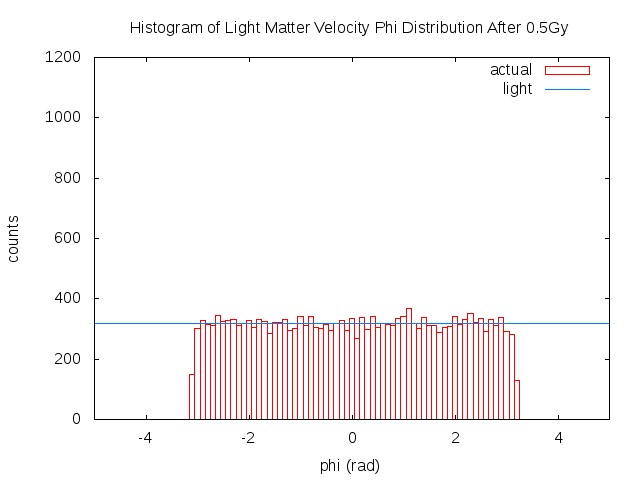 Histogram of Light Matter Velocity Phi Distribution After 0.5Gy
1200
1000
800
600
400
200
0
counts
actual
light
-4
-2
0
2
4
phi (rad)